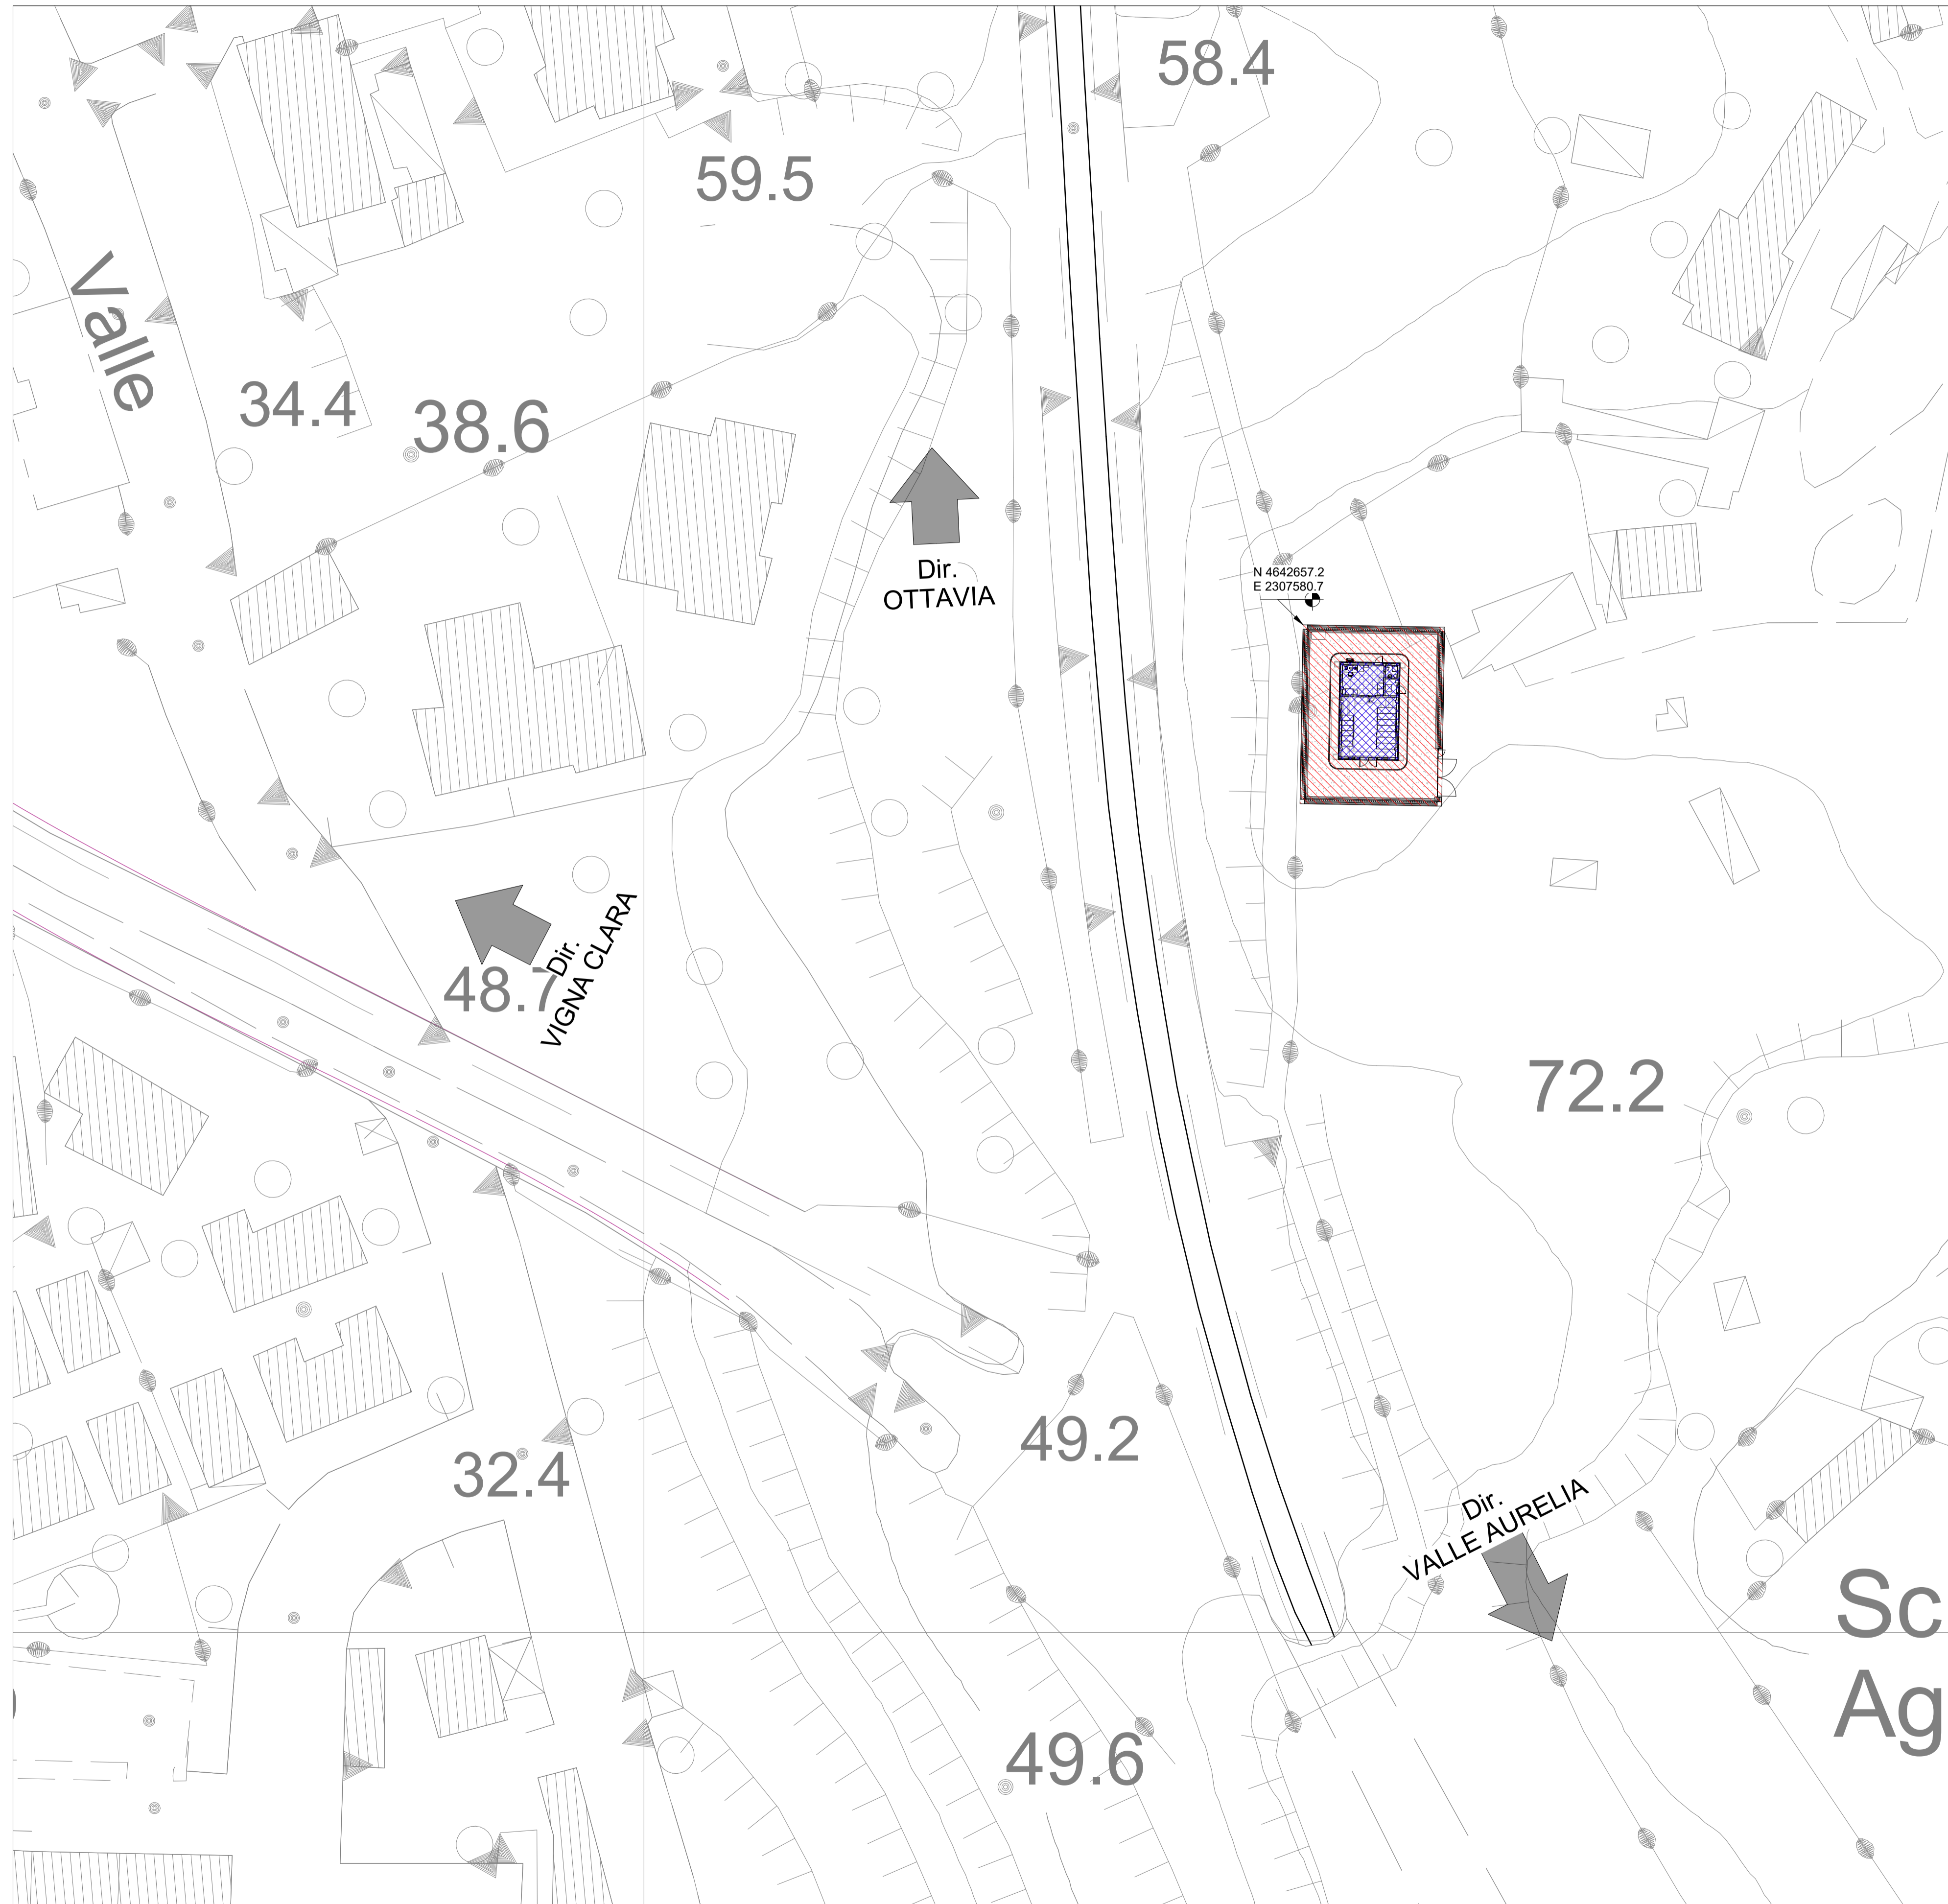 58.4
59.5
Valle
34.4
38.6
Dir.
OTTAVIA
N 4642657.2
E 2307580.7
Dir.
VIGNA CLARA
48.7
72.2
49.2
32.4
Dir.
VALLE AURELIA
Sc
Ag
49.6